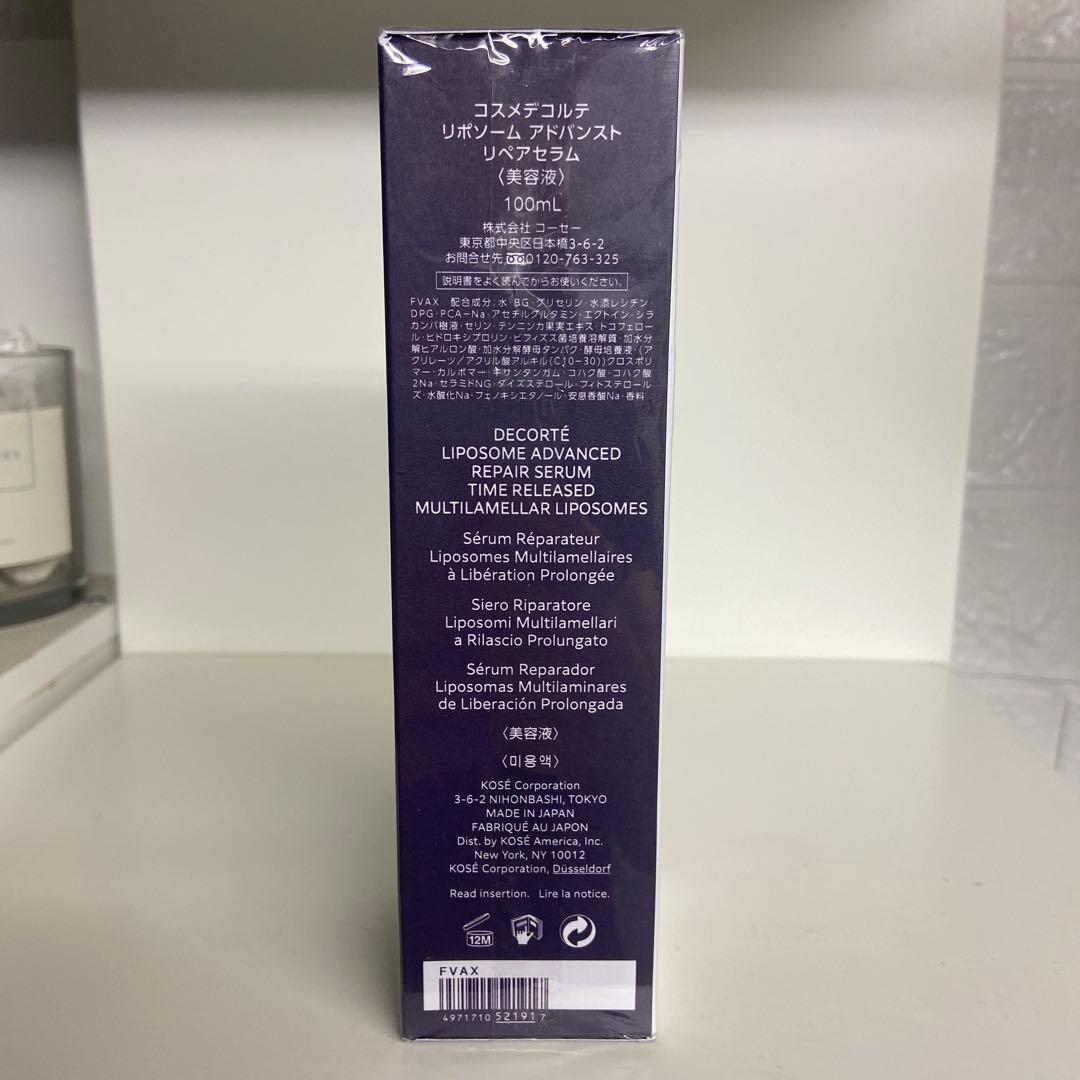 コスメデコルテ
リポソーム アドバンスト
リペアセラム
〈美容液〉
100mL
株式会社 コーセー
東京都中央区日本橋3-6-2
お問合せ先 0120-763-325
説明書をよく読んでからお使いください。
FVAX 配合成分;水・BG・グリセリン・水添レシチン・
DPG・PCA-Na・アセチルグルタミン・エクトイン・シラ
カンバ樹液・セリン・テンニンカ果実エキス・トコフェロー
ル・ヒドロキシプロリン・ビフィズス菌培養溶解質・加水分
解ヒアルロン酸・加水分解酵母タンパク・酵母培養液・(ア
クリレーツ/アクリル酸アルキル(C10-30))クロスポリ
マー・カルボマー・キサンタンガム・コハク酸・コハク酸
2Na・セラミドNG・ダイズステロール・フィトステロール
ズ・水酸化Na・フェノキシエタノール・安息香酸Na・香料
DECORTÉ
LIPOSOME ADVANCED
REPAIR SERUM
TIME RELEASED
MULTILAMELLAR LIPOSOMES
Sérum Réparateur
Liposomes Multilamellaires
à Libération Prolongée
Siero Riparatore
Liposomi Multilamellari
a Rilascio Prolungato
Sérum Reparador
Liposomas Multilaminares
de Liberación Prolongada
〈美容液〉
〈미용액〉
KOSÉ Corporation
3-6-2 NIHONBASHI, TOKYO
MADE IN JAPAN
FABRIQUÉ AU JAPON
Dist. by KOSÉ America, Inc.
New York, NY 10012
KOSÉ Corporation, Düsseldorf
Read insertion. Lire la notice.
12M
FVAX
4971710 521917